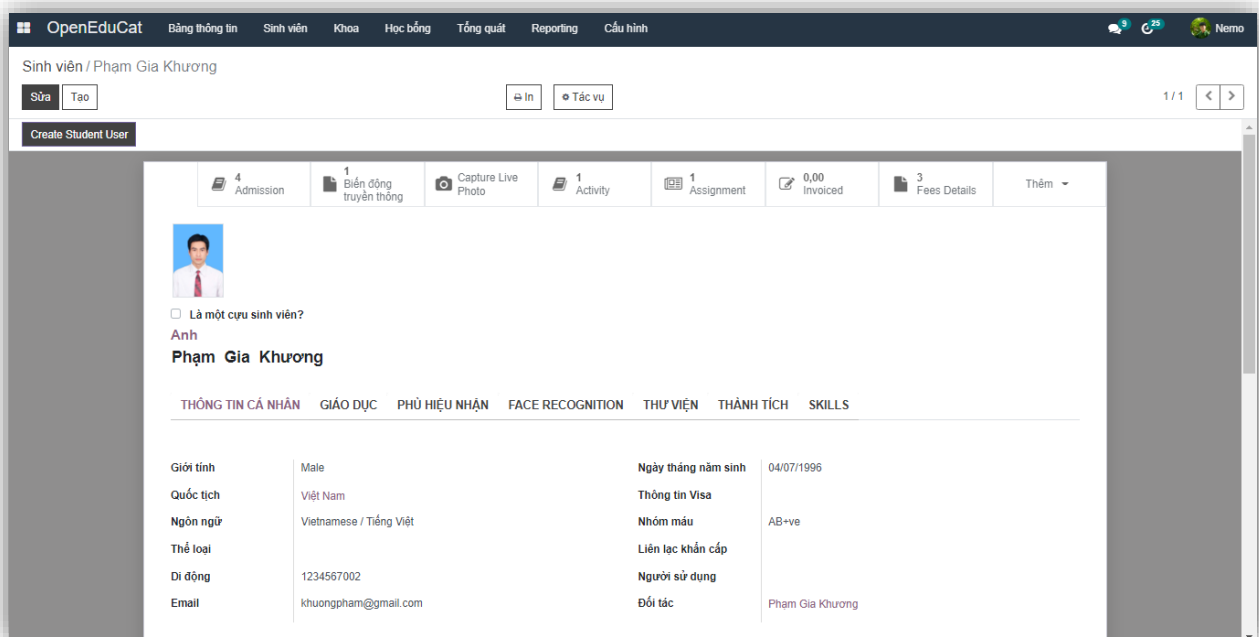 OpenEduCat Bảng thông tin Sinh viên Khoa Học bổng Tổng quát Reporting Cấu hình 9 25 Nemo
Sinh viên / Phạm Gia Khương
Sửa Tạo In Tác vụ 1 / 1
Create Student User
4 Admission
1 Biến động truyền thông
Capture Live Photo
1 Activity
1 Assignment
0,00 Invoiced
3 Fees Details
Thêm
Là một cựu sinh viên?
Anh
Phạm Gia Khương
THÔNG TIN CÁ NHÂN GIÁO DỤC PHÙ HIỆU NHẬN FACE RECOGNITION THƯ VIỆN THÀNH TÍCH SKILLS
Giới tính Male Ngày tháng năm sinh 04/07/1996
Quốc tịch Việt Nam Thông tin Visa
Ngôn ngữ Vietnamese / Tiếng Việt Nhóm máu AB+ve
Thể loại Liên lạc khẩn cấp
Di động 1234567002 Người sử dụng
Email khuongpham@gmail.com Đối tác Phạm Gia Khương